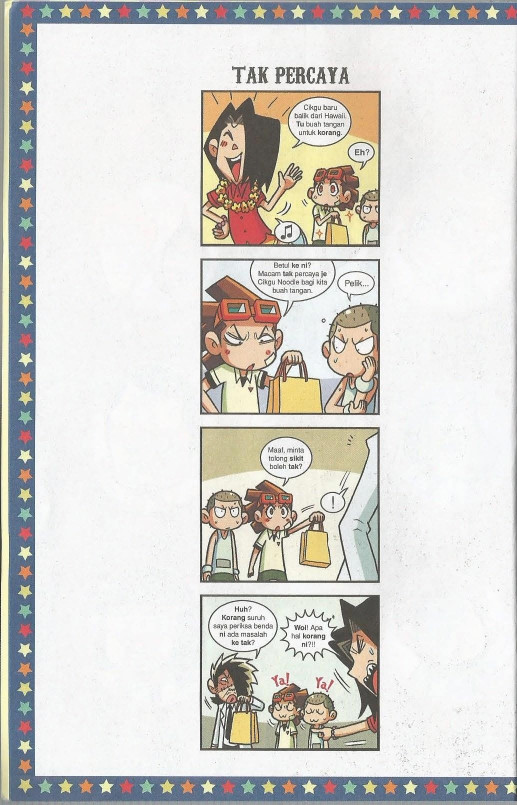 TAK PERCAYA
Cikgu baru
balik dari Hawaii.
Tu buah tangan
untuk korang.
Eh?
Betul ke ni?
Macam tak percaya je
Cikgu Noodle bagi kita
buah tangan.
Pelik...
Maaf, minta
tolong sikit
boleh tak?
!
Huh?
Korang suruh
saya periksa benda
ni ada masalah
ke tak?
Woi! Apa
hal korang
ni?!!
Ya!
Ya!